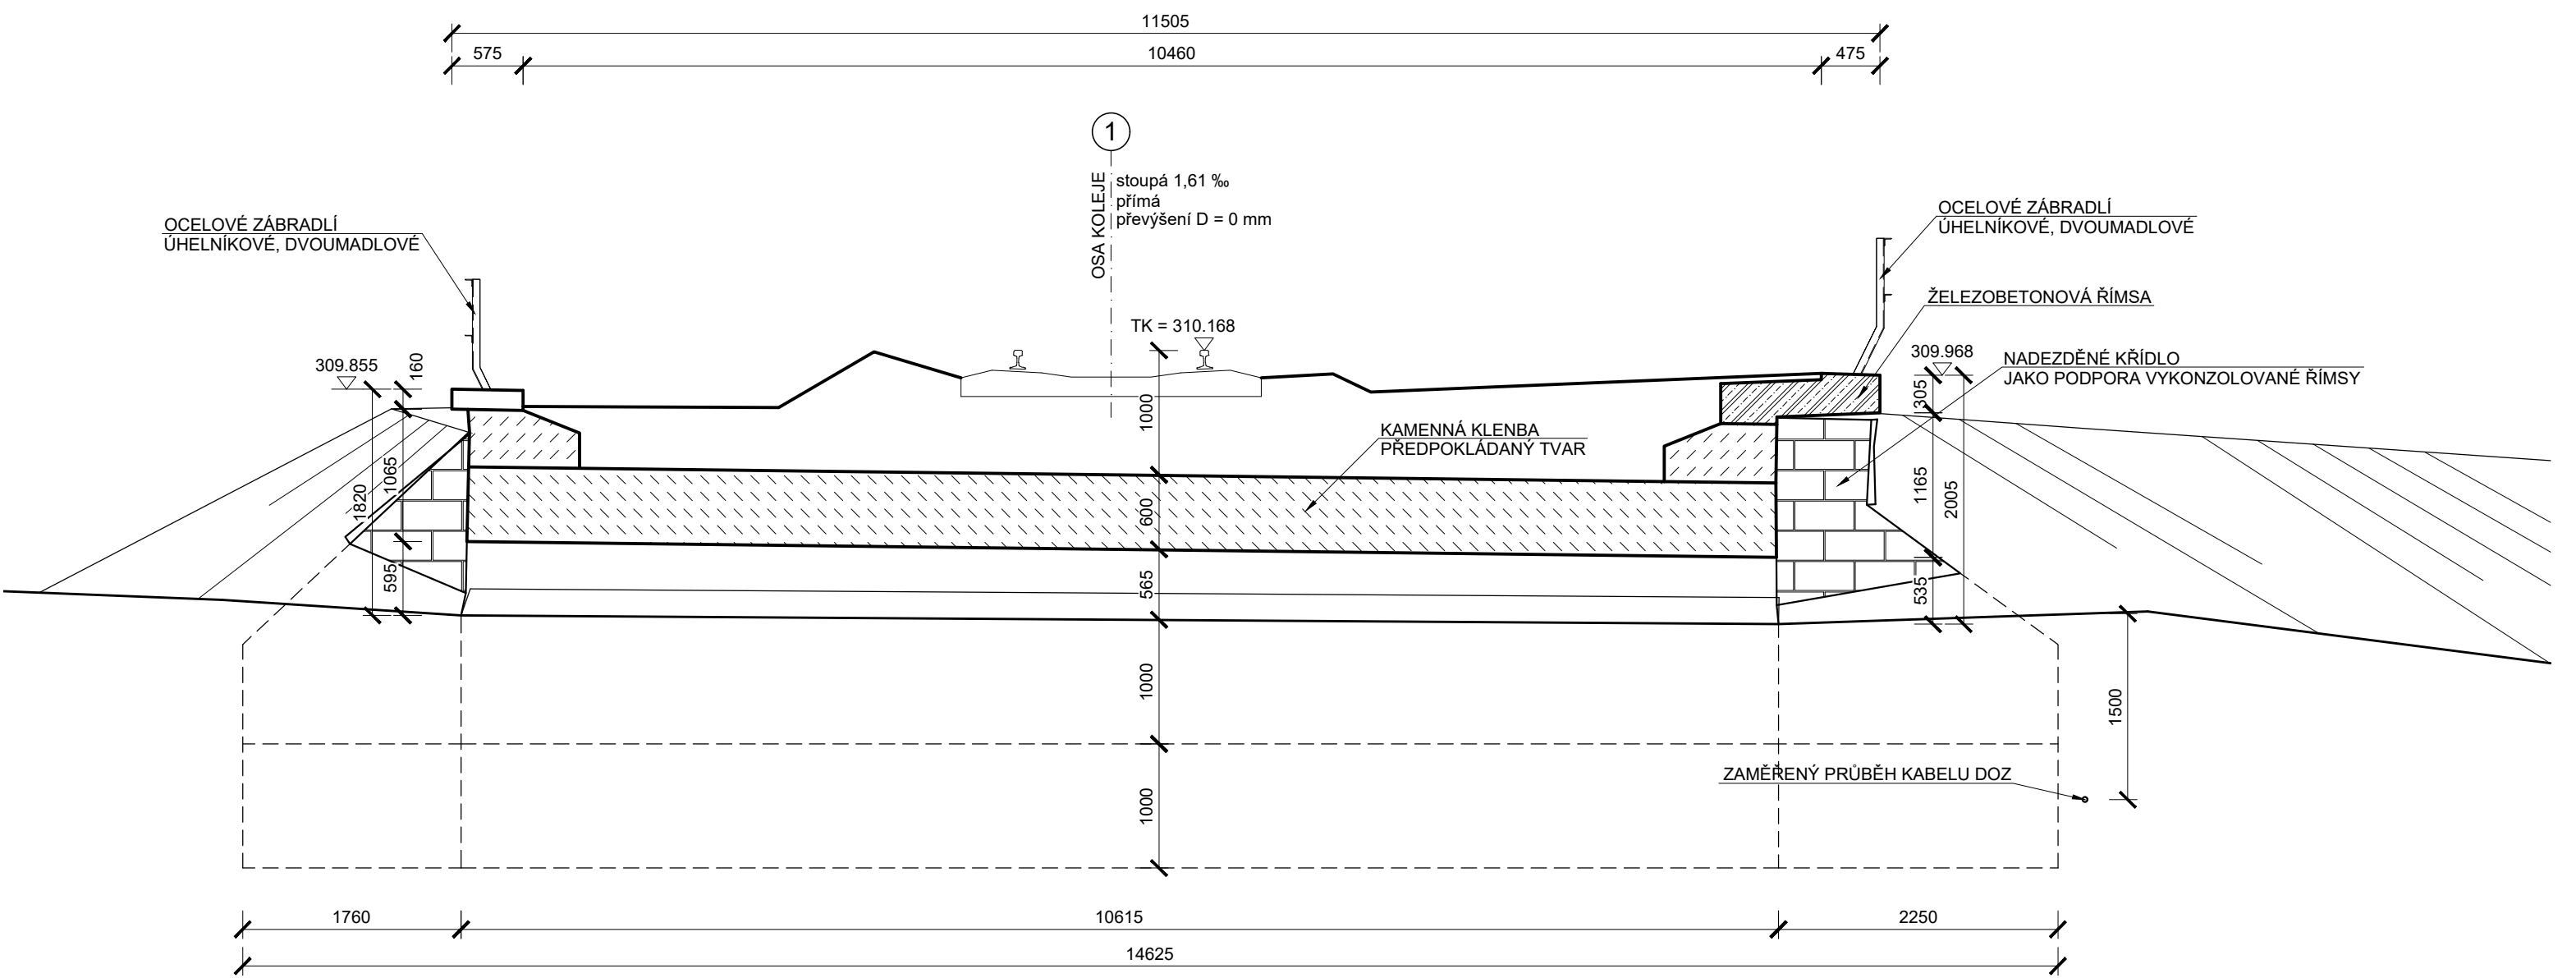 11505
575
10460
475
1
OSA KOLEJE
stoupá 1,61 ‰
přímá
převýšení D = 0 mm
OCELOVÉ ZÁBRADLÍ
ÚHELNÍKOVÉ, DVOUMADLOVÉ
OCELOVÉ ZÁBRADLÍ
ÚHELNÍKOVÉ, DVOUMADLOVÉ
ŽELEZOBETONOVÁ ŘÍMSA
TK = 310.168
309.855
160
309.968
305
NADEZDĚNÉ KŘÍDLO
JAKO PODPORA VYKONZOLOVANÉ ŘÍMSY
1000
KAMENNÁ KLENBA
PŘEDPOKLÁDANÝ TVAR
1065
1820
600
1165
2005
595
565
535
1000
1500
ZAMĚŘENÝ PRŮBĚH KABELU DOZ
1000
1760
10615
2250
14625